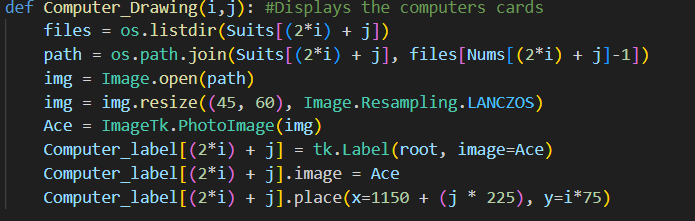 def Computer_Drawing(i,j): #Displays the computers cards
    files = os.listdir(Suits[(2*i) + j])
    path = os.path.join(Suits[(2*i) + j], files[Nums[(2*i) + j]-1])
    img = Image.open(path)
    img = img.resize((45, 60), Image.Resampling.LANCZOS)
    Ace = ImageTk.PhotoImage(img)
    Computer_label[(2*i) + j] = tk.Label(root, image=Ace)
    Computer_label[(2*i) + j].image = Ace
    Computer_label[(2*i) + j].place(x=1150 + (j * 225), y=i*75)